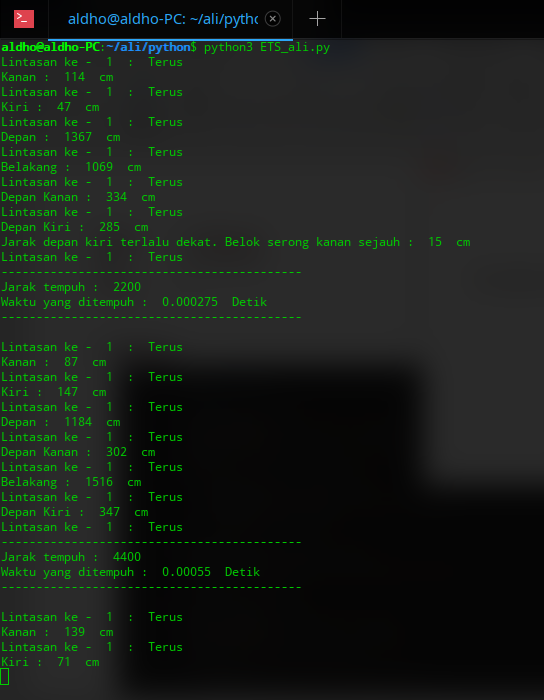 aldho@aldho-PC: ~/ali/pytho
aldho@aldho-PC:~/ali/python$ python3 ETS_ali.py
Lintasan ke -  1  :  Terus
Kanan :  114  cm
Lintasan ke -  1  :  Terus
Kiri :  47  cm
Lintasan ke -  1  :  Terus
Depan :  1367  cm
Lintasan ke -  1  :  Terus
Belakang :  1069  cm
Lintasan ke -  1  :  Terus
Depan Kanan :  334  cm
Lintasan ke -  1  :  Terus
Depan Kiri :  285  cm
Jarak depan kiri terlalu dekat. Belok serong kanan sejauh :  15  cm
Lintasan ke -  1  :  Terus
-------------------------------------------
Jarak tempuh :  2200
Waktu yang ditempuh :  0.000275  Detik
-------------------------------------------
Lintasan ke -  1  :  Terus
Kanan :  87  cm
Lintasan ke -  1  :  Terus
Kiri :  147  cm
Lintasan ke -  1  :  Terus
Depan :  1184  cm
Lintasan ke -  1  :  Terus
Depan Kanan :  302  cm
Lintasan ke -  1  :  Terus
Belakang :  1516  cm
Lintasan ke -  1  :  Terus
Depan Kiri :  347  cm
Lintasan ke -  1  :  Terus
-------------------------------------------
Jarak tempuh :  4400
Waktu yang ditempuh :  0.00055  Detik
-------------------------------------------
Lintasan ke -  1  :  Terus
Kanan :  139  cm
Lintasan ke -  1  :  Terus
Kiri :  71  cm